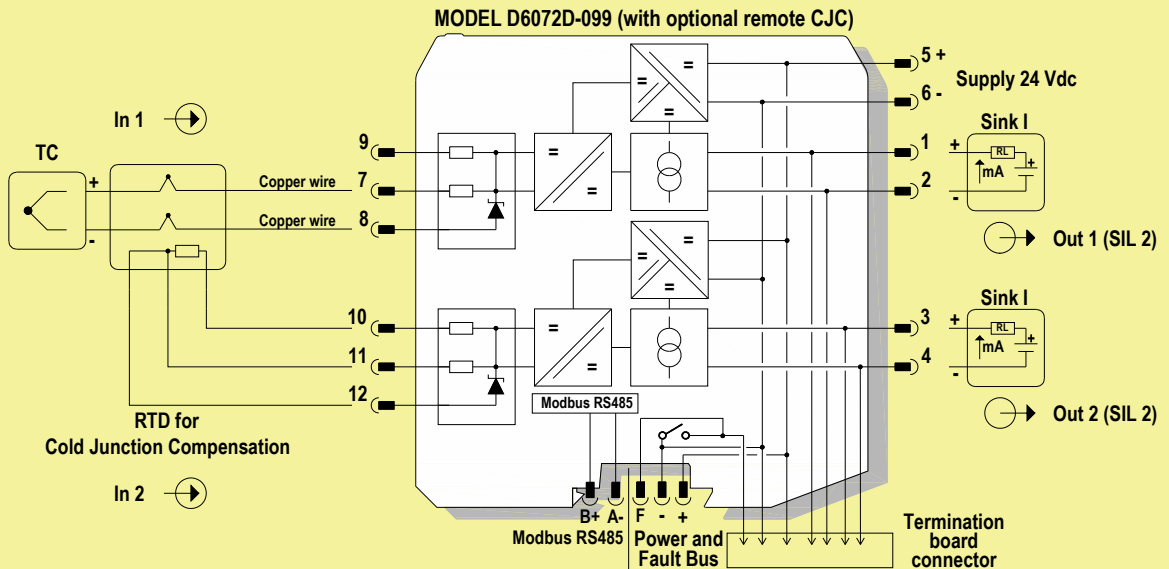 MODEL D6072D-099 (with optional remote CJC)
5 +
Supply 24 Vdc
6 -
In 1
Sink I
TC
9
1
+
RL
+
=
=
=
=
=
mA
+
Copper wire
7
2
-
-
Copper wire
8
Out 1 (SIL 2)
=
=
=
Sink I
10
3
+
RL
+
=
=
mA
11
4
-
12
Modbus RS485
Out 2 (SIL 2)
RTD for
Cold Junction Compensation
In 2
B+ A- F - +
Modbus RS485
Power and
Fault Bus
Termination
board
connector